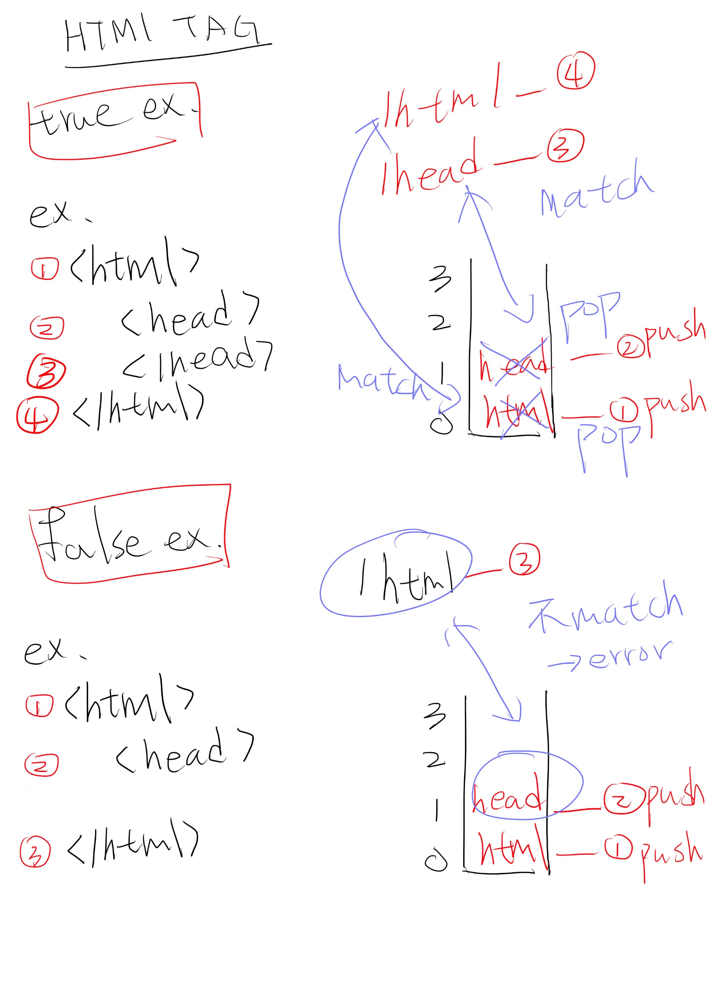 HTML TAG
true ex.
/html — ④
/head — ③
Match
ex.
① <html>
② <head>
③ </head>
④ </html>
3
2
1
0
pop
head — ② push
Match
html — ① push
pop
false ex.
/html — ③
不match
→ error
ex.
① <html>
② <head>
③ </html>
3
2
1
0
head — ② push
html — ① push